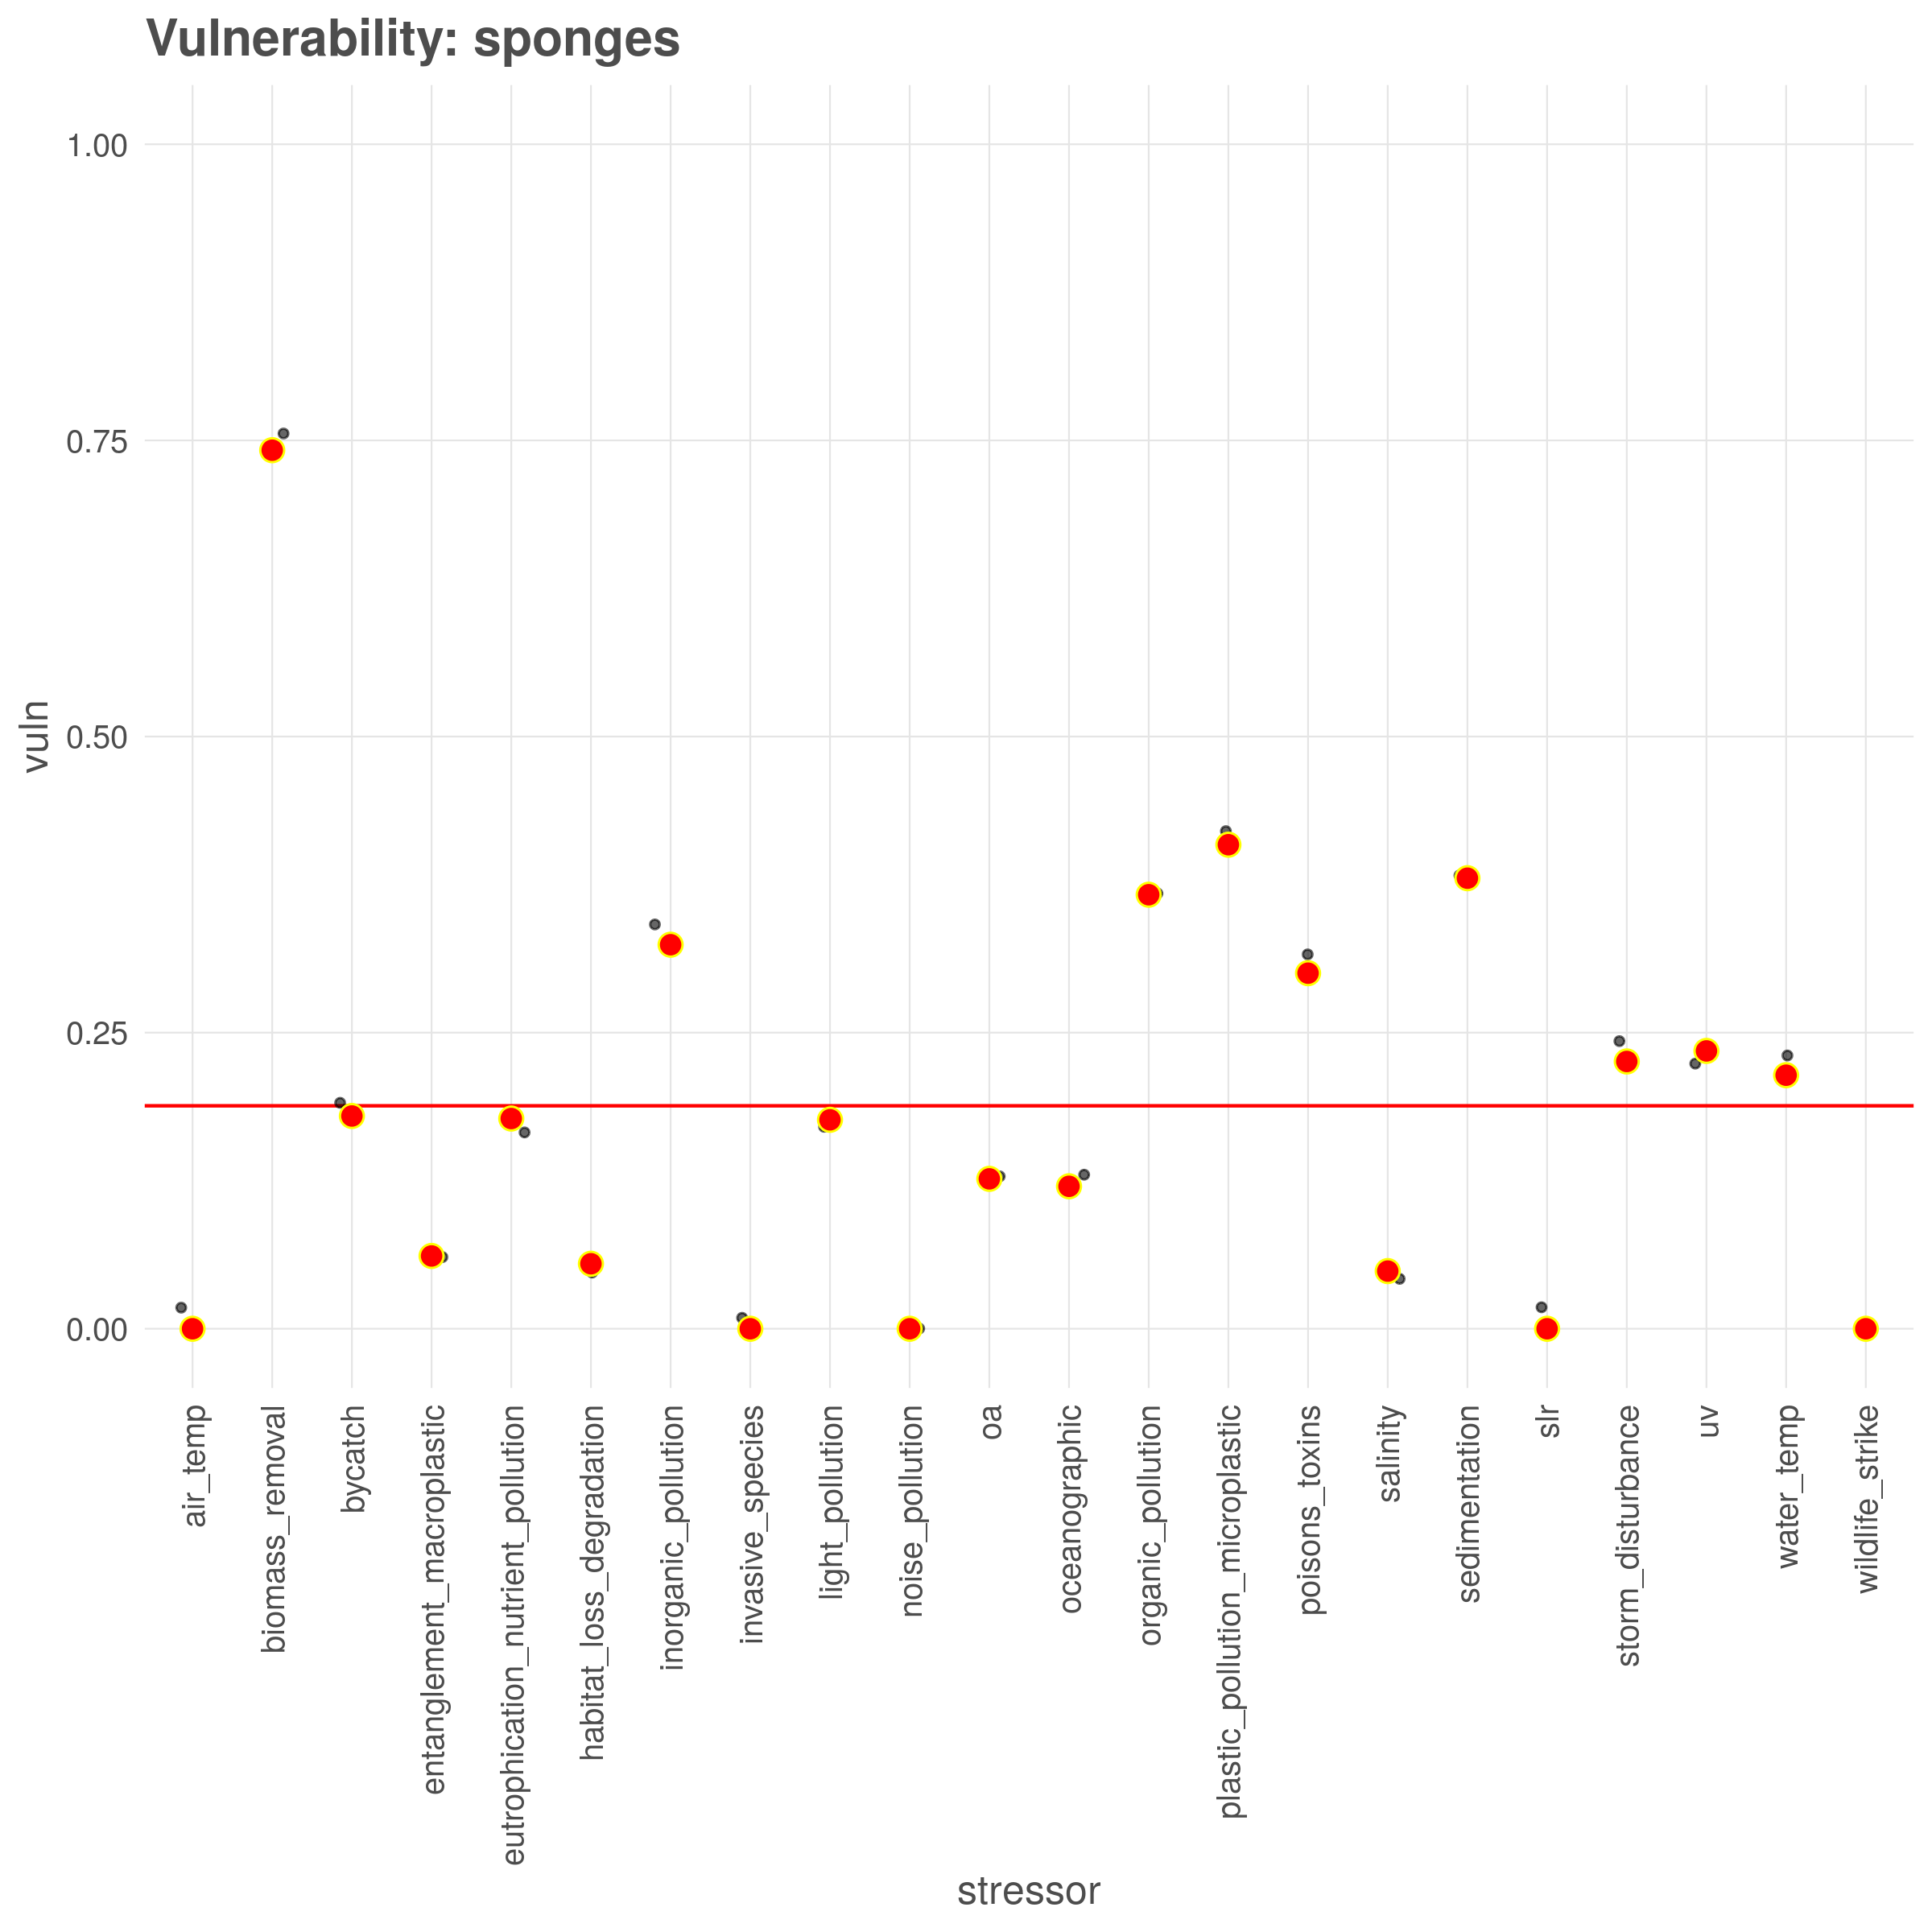 Vulnerability: sponges
1.00
0.75
0.50
0.25
0.00
vuln
air_temp
biomass_removal
bycatch
entanglement_macroplastic
eutrophication_nutrient_pollution
habitat_loss_degradation
inorganic_pollution
invasive_species
light_pollution
noise_pollution
oa
oceanographic
organic_pollution
plastic_pollution_microplastic
poisons_toxins
salinity
sedimentation
slr
storm_disturbance
uv
water_temp
wildlife_strike
stressor